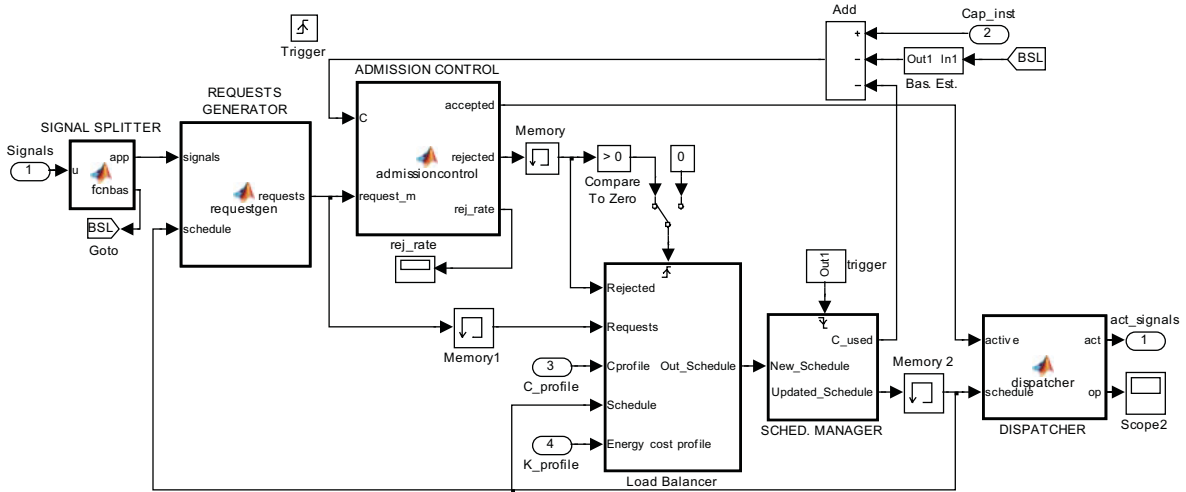 Add
Cap_inst
2
+
−
−
Out1 In1
BSL
Bas. Est.
Trigger
ADMISSION CONTROL
C
accepted
rejected
admissioncontrol
request_m
rej_rate
REQUESTS
GENERATOR
signals
requests
requestgen
schedule
SIGNAL SPLITTER
Signals
1
u
app
fcnbas
BSL
Goto
Memory
> 0
Compare
To Zero
0
rej_rate
Memory1
Rejected
Requests
Cprofile
Out_Schedule
Schedule
Energy cost profile
Load Balancer
3
C_profile
4
K_profile
Out1
trigger
C_used
New_Schedule
Updated_Schedule
SCHED. MANAGER
Memory 2
active
act
dispatcher
schedule
op
DISPATCHER
act_signals
1
Scope2